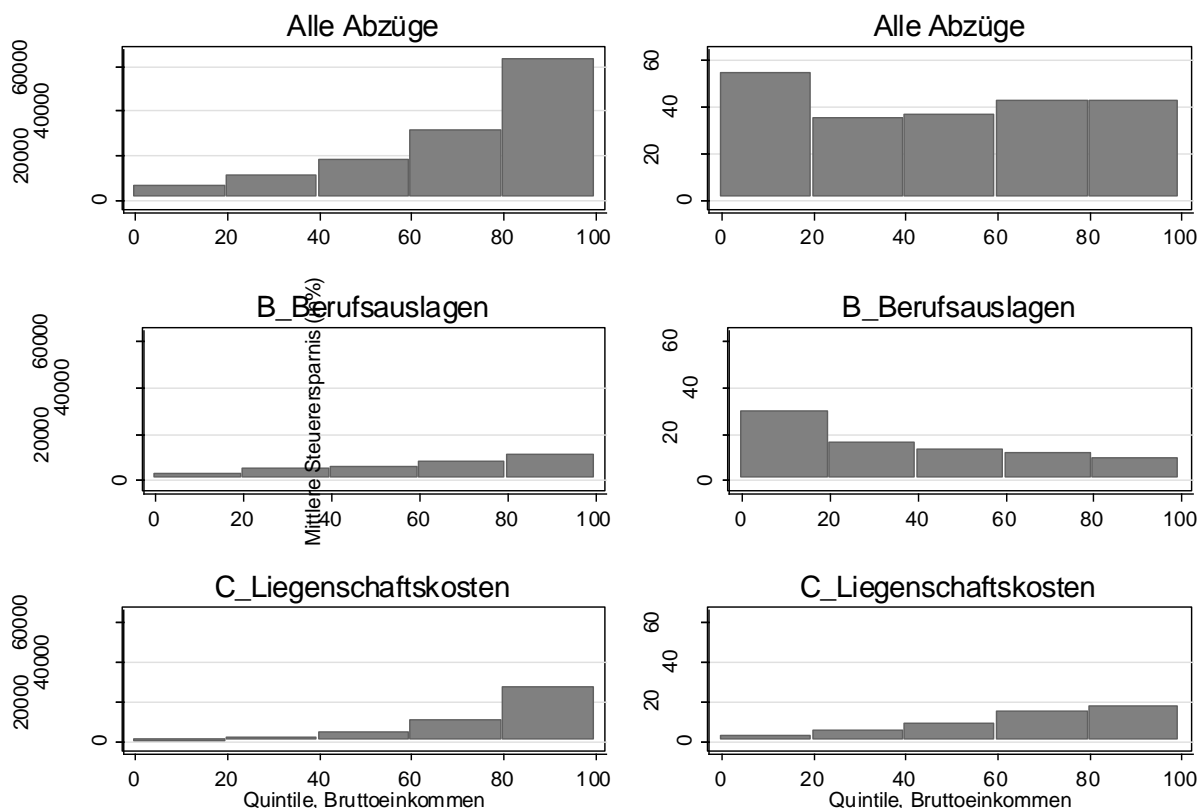 Alle Abzüge
60000
40000
20000
0
0 20 40 60 80 100
Alle Abzüge
60
40
20
0
0 20 40 60 80 100
B_Berufsauslagen
60000
40000
20000
0
0 20 40 60 80 100
Mittlere Steuerersparnis (in%)
B_Berufsauslagen
60
40
20
0
0 20 40 60 80 100
C_Liegenschaftskosten
60000
40000
20000
0
0 20 40 60 80 100
Quintile, Bruttoeinkommen
C_Liegenschaftskosten
60
40
20
0
0 20 40 60 80 100
Quintile, Bruttoeinkommen